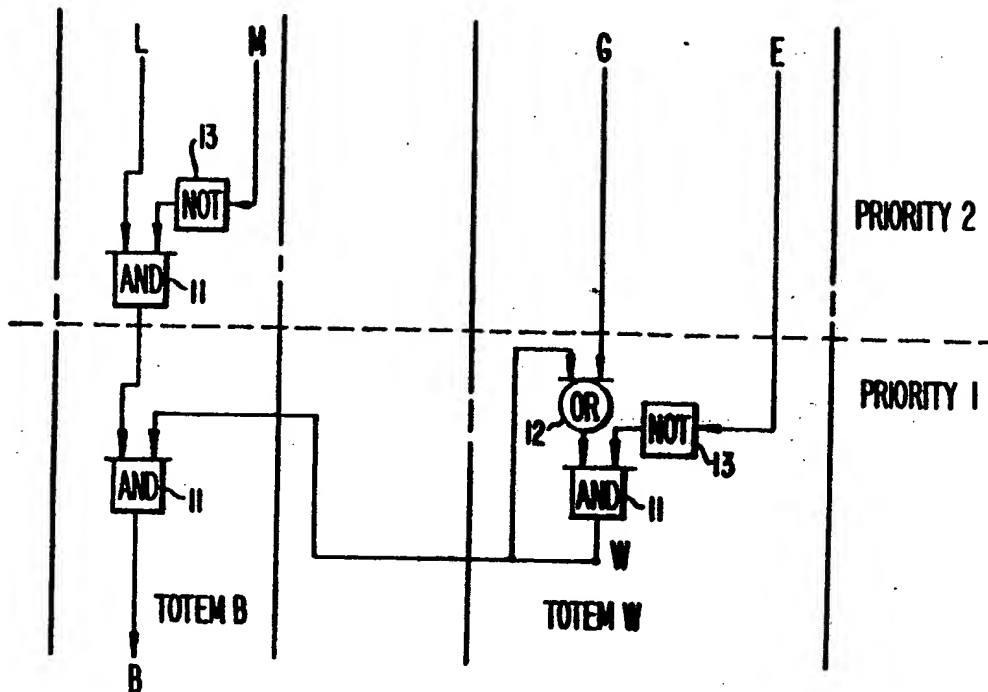 L
M
G
E
13
NOT
AND
11
PRIORITY 2
OR
12
NOT
13
PRIORITY 1
AND
11
AND
11
W
TOTEM B
TOTEM W
B